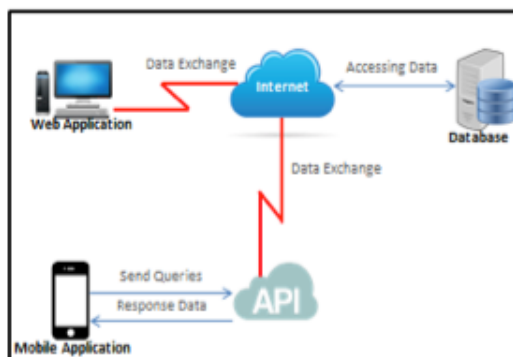 Data Exchange
Internet
Accessing Data
Web Application
Database
Data Exchange
Send Queries
API
Response Data
Mobile Application